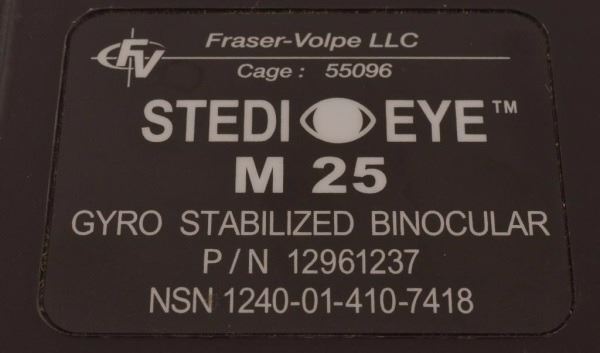 FV
Fraser-Volpe LLC
Cage: 55096
STEDI EYE™
M 25
GYRO STABILIZED BINOCULAR
P/N 12961237
NSN 1240-01-410-7418